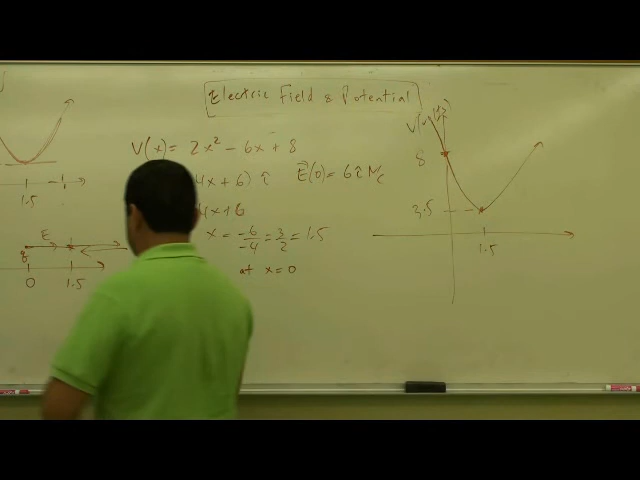 Electric Field & Potential
V(x) = 2x² - 6x + 8
4x + 6) î E⃗(0) = 6 î N/C
4x + 6
x = -6/-4 = 3/2 = 1.5
at x = 0
8
3.5
1.5
1.5
E
0 1.5